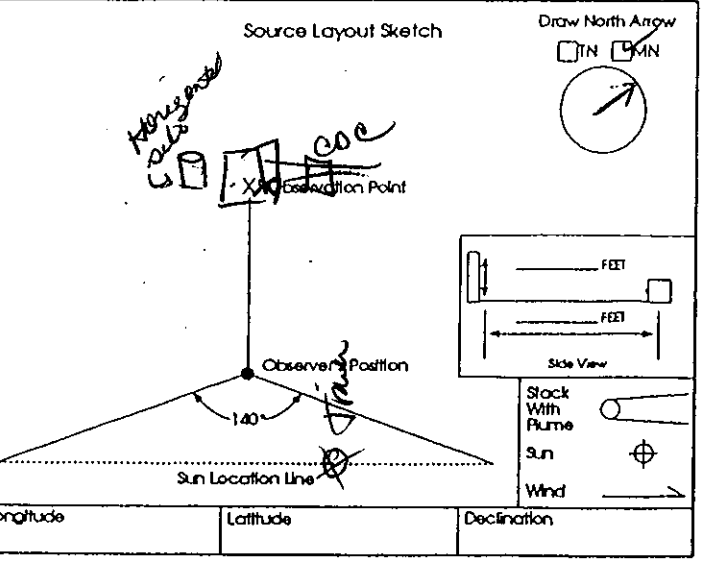 Source Layout Sketch
Draw North Arrow
TN MN
Horizontal
Silo
CDC
X Observation Point
FEET
FEET
Side View
Observer's Position
140°
Sun Location Line
Stack
With
Plume
Sun
Wind
ongitude
Latitude
Declination